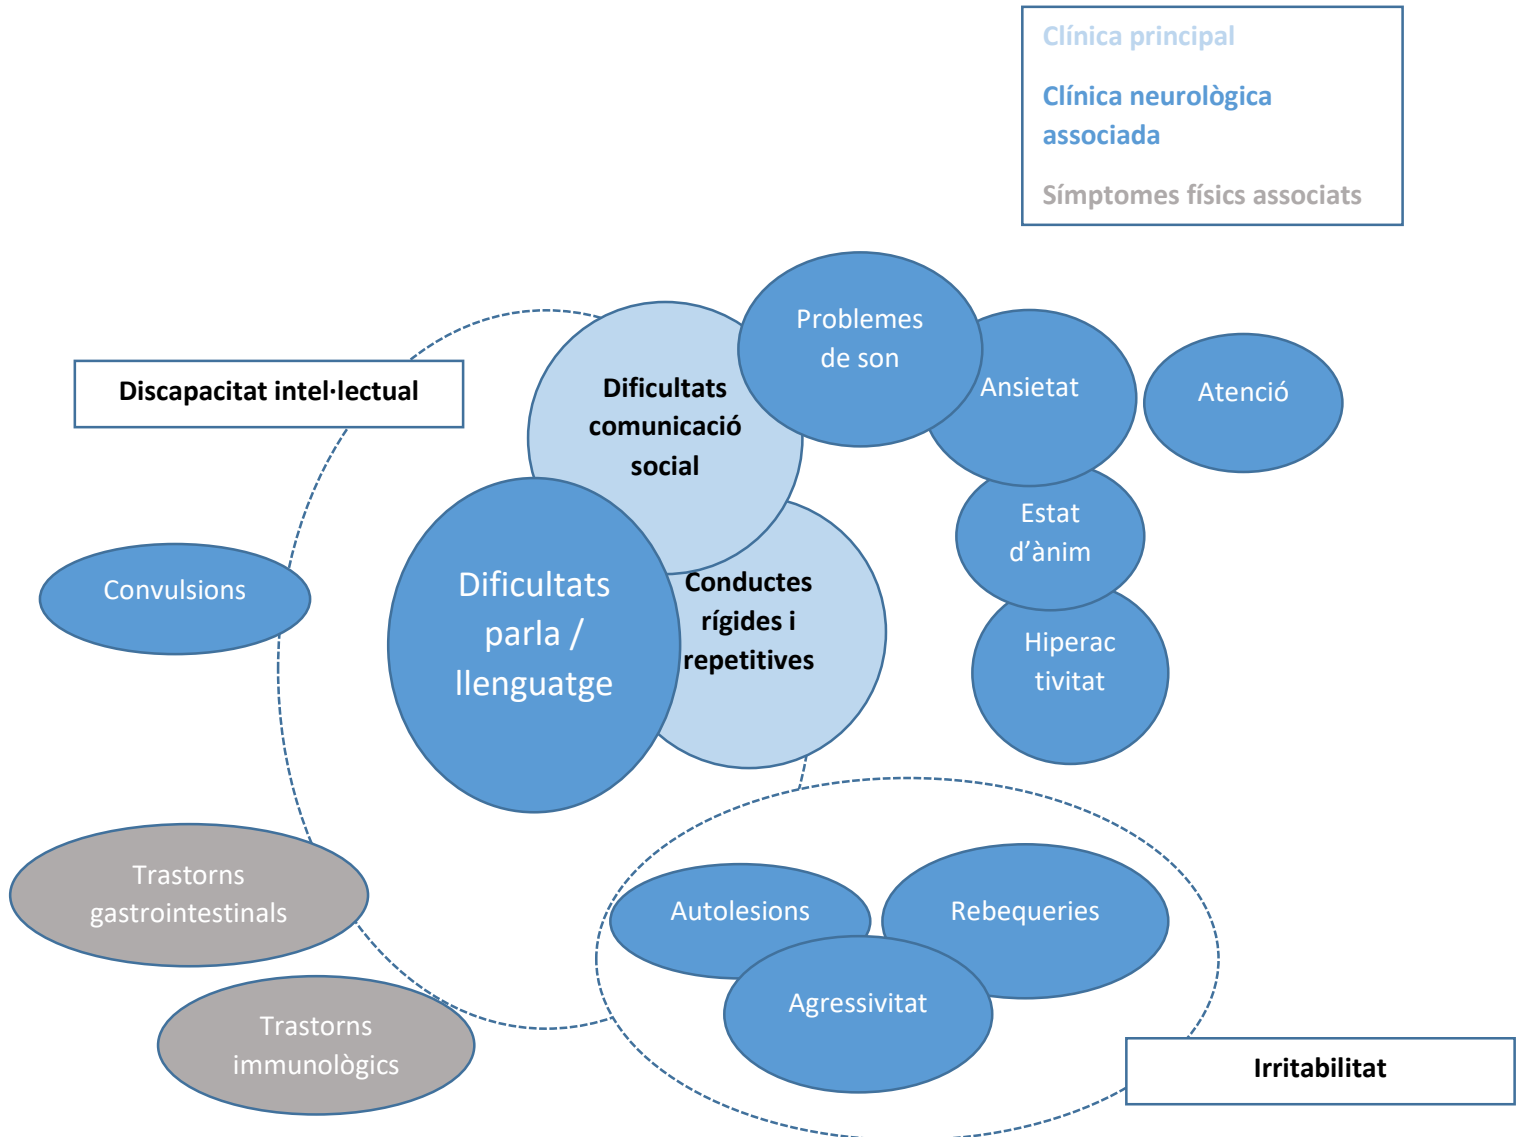 Clínica principal
Clínica neurològica
associada
Símptomes físics associats
Problemes
de son
Ansietat
Atenció
Discapacitat intel·lectual
Dificultats
comunicació
social
Estat
d’ànim
Convulsions
Dificultats
parla /
llenguatge
Conductes
rígides i
repetitives
Hiperac
tivitat
Trastorns
gastrointestinals
Autolesions
Rebequeries
Agressivitat
Trastorns
immunològics
Irritabilitat